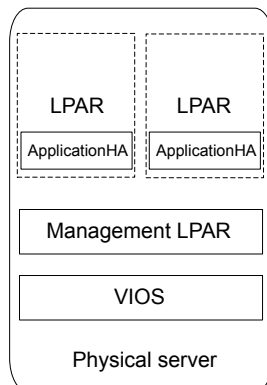 LPAR LPAR
ApplicationHA ApplicationHA
Management LPAR
VIOS
Physical server